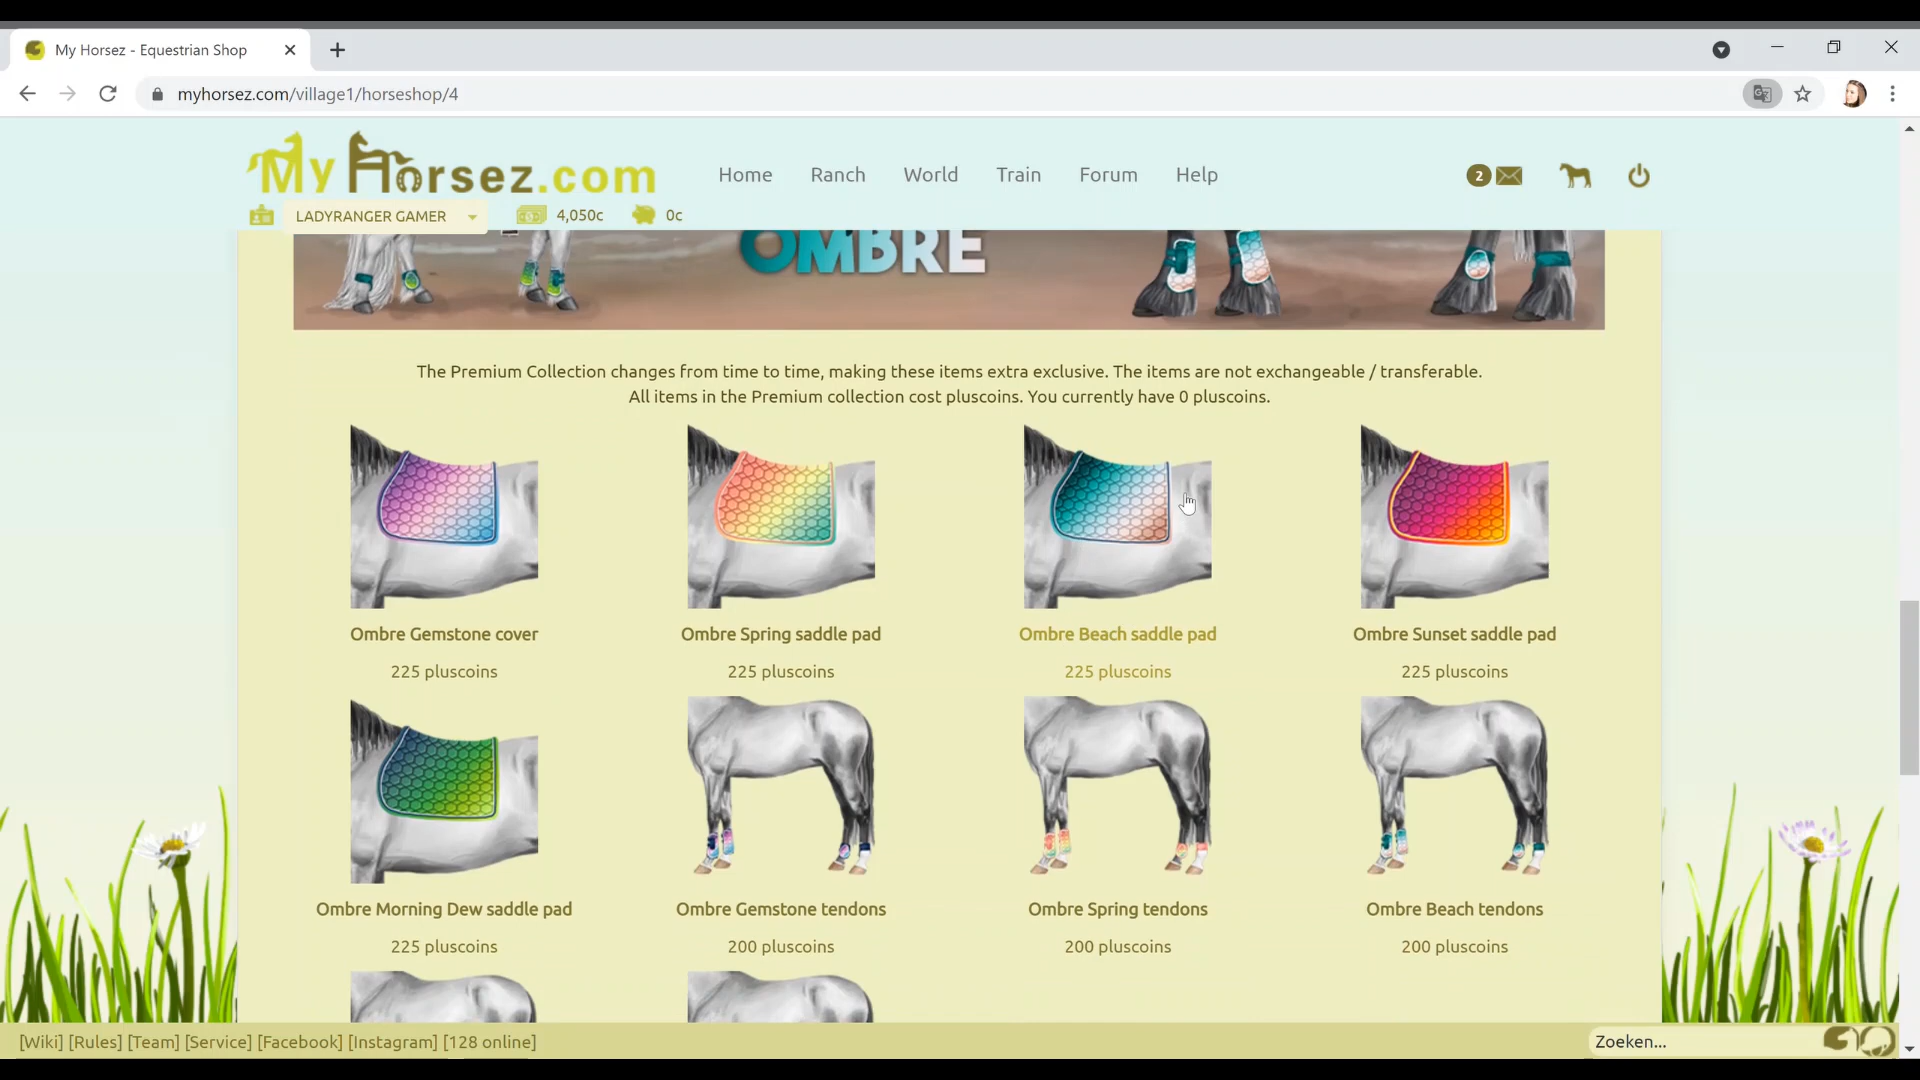 My Horsez - Equestrian Shop
myhorsez.com/village1/horseshop/4
My Horsez.com
Home Ranch World Train Forum Help
2
LADYRANGER GAMER 4,050c 0c
OMBRE
The Premium Collection changes from time to time, making these items extra exclusive. The items are not exchangeable / transferable.
All items in the Premium collection cost pluscoins. You currently have 0 pluscoins.
Ombre Gemstone cover Ombre Spring saddle pad Ombre Beach saddle pad Ombre Sunset saddle pad
225 pluscoins 225 pluscoins 225 pluscoins 225 pluscoins
Ombre Morning Dew saddle pad Ombre Gemstone tendons Ombre Spring tendons Ombre Beach tendons
225 pluscoins 200 pluscoins 200 pluscoins 200 pluscoins
[Wiki] [Rules] [Team] [Service] [Facebook] [Instagram] [128 online] Zoeken...